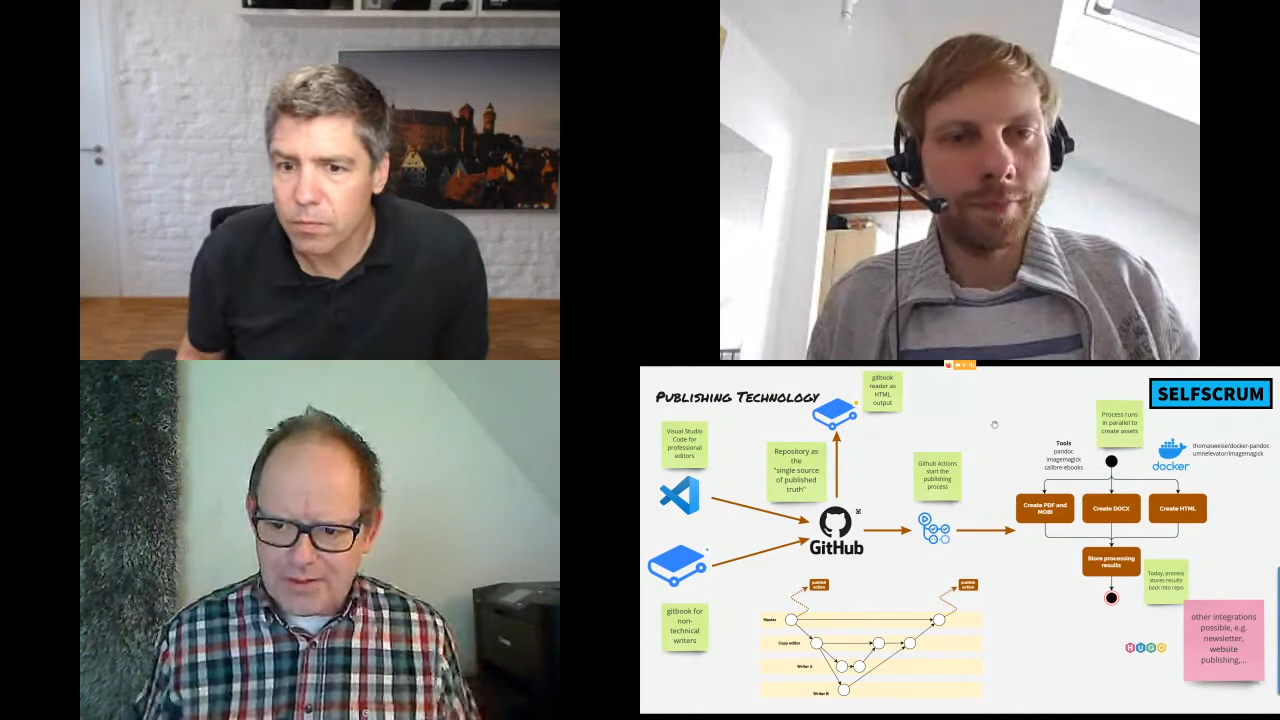 PUBLISHING TECHNOLOGY
gitbook
reader as
HTML
output
SELFSCRUM
Visual Studio
Code for
professional
editors
Repository as
the
"single source
of published
truth"
Github Actions
start the
publishing
process
Process runs
in parallel to
create assets
Tools
pandoc
imagemagick
calibre-ebooks
docker
thomasweise/docker-pandoc
umnelevator/imagemagick
Create PDF and
MOBI
Create DOCX
Create HTML
GitHub
Store processing
results
Today, process
stores results
back into repo
gitbook for
non-
technical
writers
publish
action
publish
action
Master
Copy editor
Writer A
Writer B
HUGO
other integrations
possible, e.g.
newsletter,
website
publishing,...